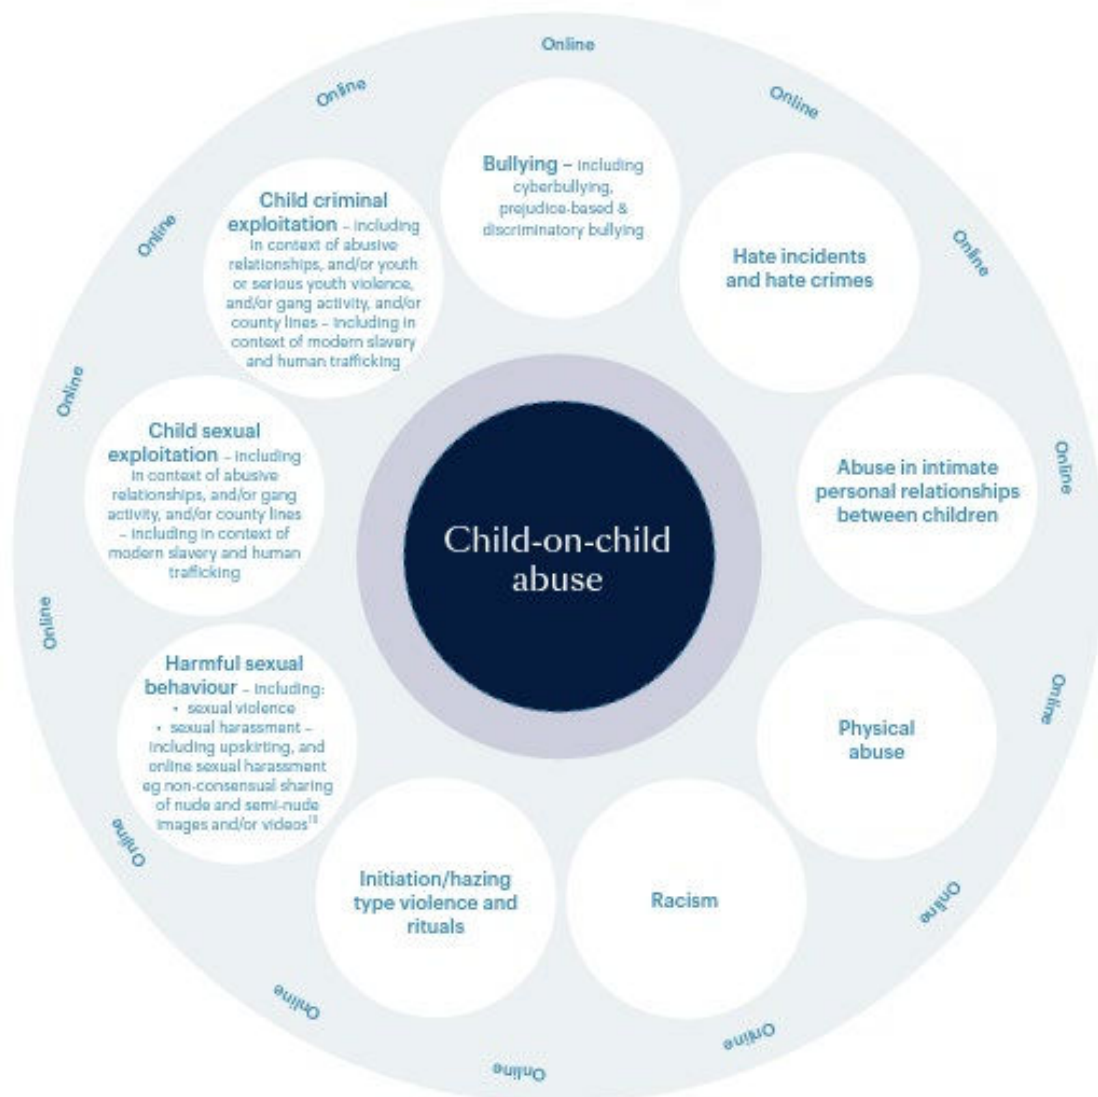 Online
Online
Online
Online
Online
Online
Online
Online
Online
Online
Online
Online
Online
Online
Child-on-child
abuse
Bullying – including
cyberbullying,
prejudice-based &
discriminatory bullying
Hate incidents
and hate crimes
Abuse in intimate
personal relationships
between children
Physical
abuse
Racism
Initiation/hazing
type violence and
rituals
Harmful sexual
behaviour – including:
• sexual violence
• sexual harassment –
including upskirting, and
online sexual harassment
eg non-consensual sharing
of nude and semi-nude
images and/or videos
Child sexual
exploitation – including
in context of abusive
relationships, and/or gang
activity, and/or county lines
– including in context of
modern slavery and human
trafficking
Child criminal
exploitation – including
in context of abusive
relationships, and/or youth
or serious youth violence,
and/or gang activity, and/or
county lines – including in
context of modern slavery
and human trafficking